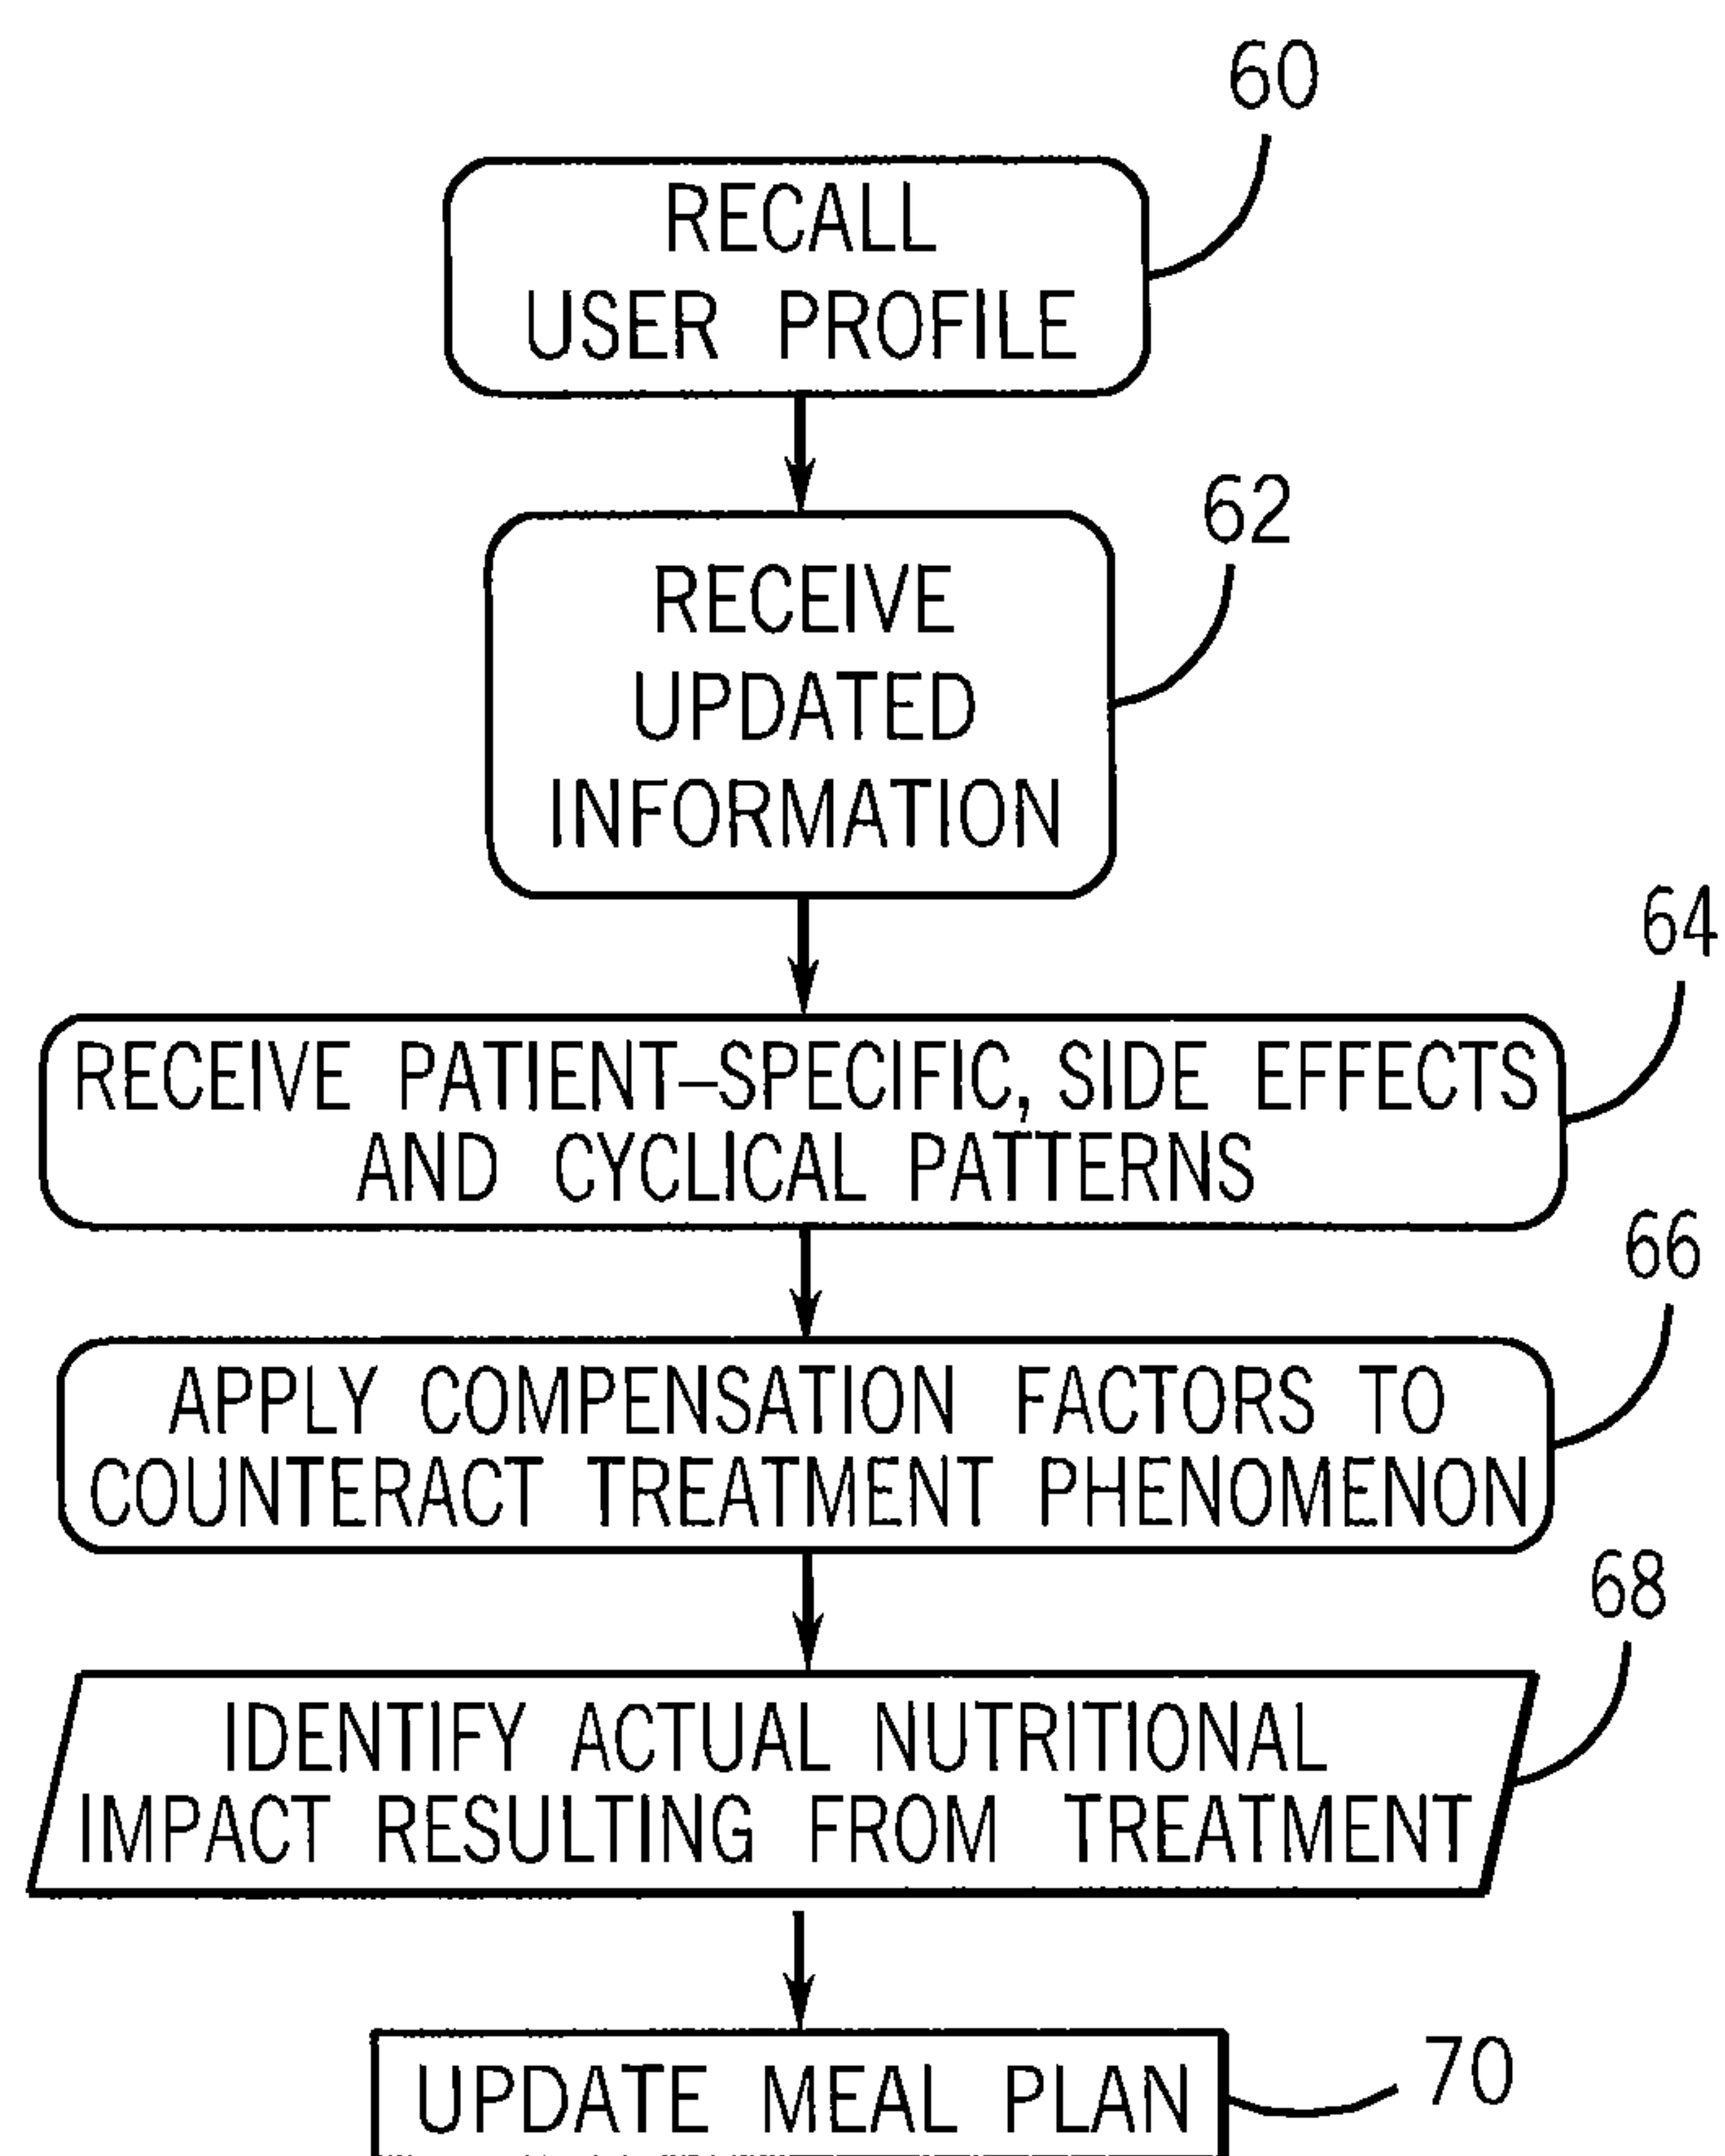 60
RECALL
USER PROFILE
62
RECEIVE
UPDATED
INFORMATION
64
RECEIVE PATIENT–SPECIFIC, SIDE EFFECTS
AND CYCLICAL PATTERNS
66
APPLY COMPENSATION FACTORS TO
COUNTERACT TREATMENT PHENOMENON
68
IDENTIFY ACTUAL NUTRITIONAL
IMPACT RESULTING FROM TREATMENT
UPDATE MEAL PLAN
70